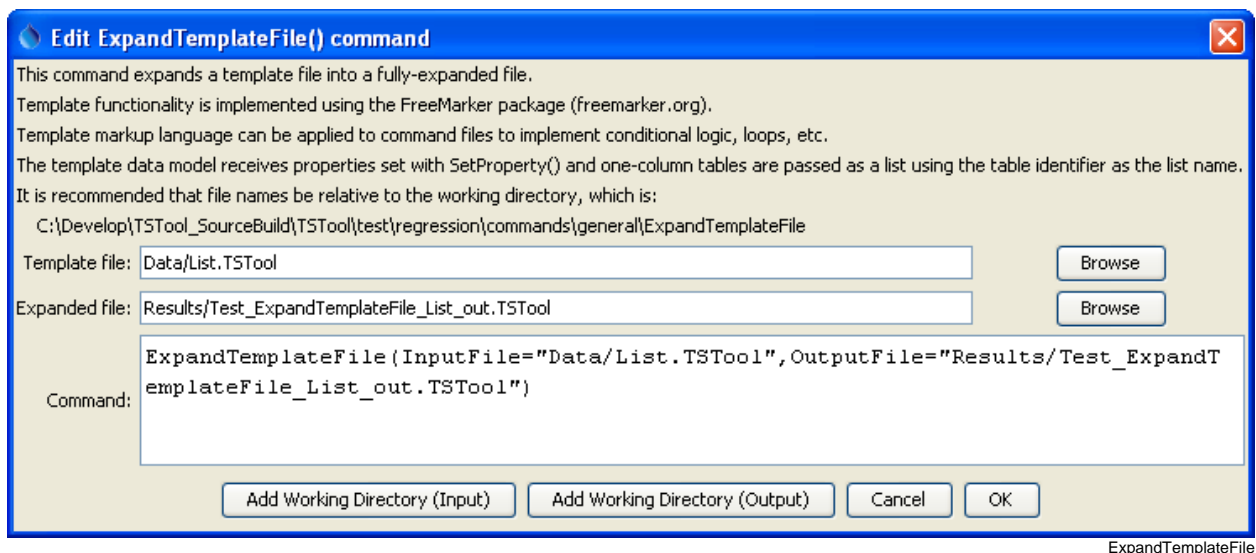 Edit ExpandTemplateFile() command
This command expands a template file into a fully-expanded file.
Template functionality is implemented using the FreeMarker package (freemarker.org).
Template markup language can be applied to command files to implement conditional logic, loops, etc.
The template data model receives properties set with SetProperty() and one-column tables are passed as a list using the table identifier as the list name.
It is recommended that file names be relative to the working directory, which is:
C:\Develop\TSTool_SourceBuild\TSTool\test\regression\commands\general\ExpandTemplateFile
Template file: Data/List.TSTool Browse
Expanded file: Results/Test_ExpandTemplateFile_List_out.TSTool Browse
ExpandTemplateFile(InputFile="Data/List.TSTool",OutputFile="Results/Test_ExpandT
emplateFile_List_out.TSTool")
Command:
Add Working Directory (Input) Add Working Directory (Output) Cancel OK
ExpandTemplateFile